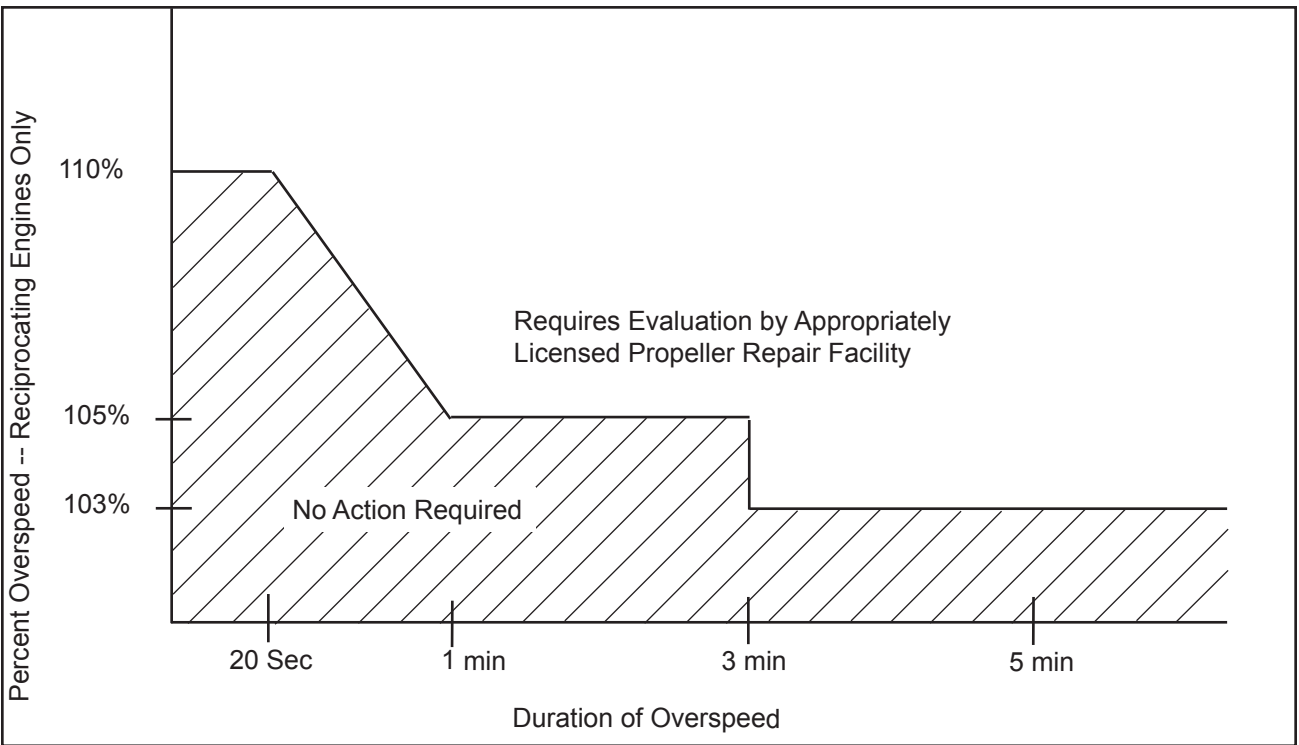 Percent Overspeed -- Reciprocating Engines Only
110%
Requires Evaluation by Appropriately
Licensed Propeller Repair Facility
105%
103%
No Action Required
20 Sec
1 min
3 min
5 min
Duration of Overspeed